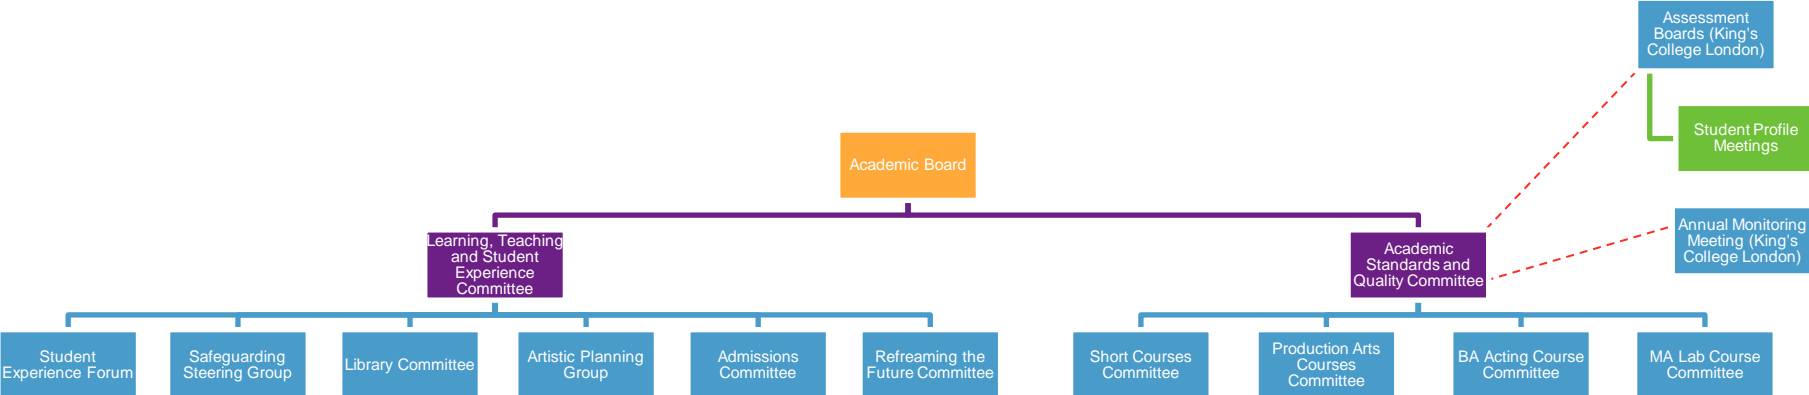 Assessment
Boards (King's
College London)
Student Profile
Meetings
Academic Board
Annual Monitoring
Meeting (King's
College London)
Learning, Teaching
and Student
Experience
Committee
Academic
Standards and
Quality Committee
Student
Experience Forum
Safeguarding
Steering Group
Library Committee
Artistic Planning
Group
Admissions
Committee
Refreaming the
Future Committee
Short Courses
Committee
Production Arts
Courses
Committee
BA Acting Course
Committee
MA Lab Course
Committee